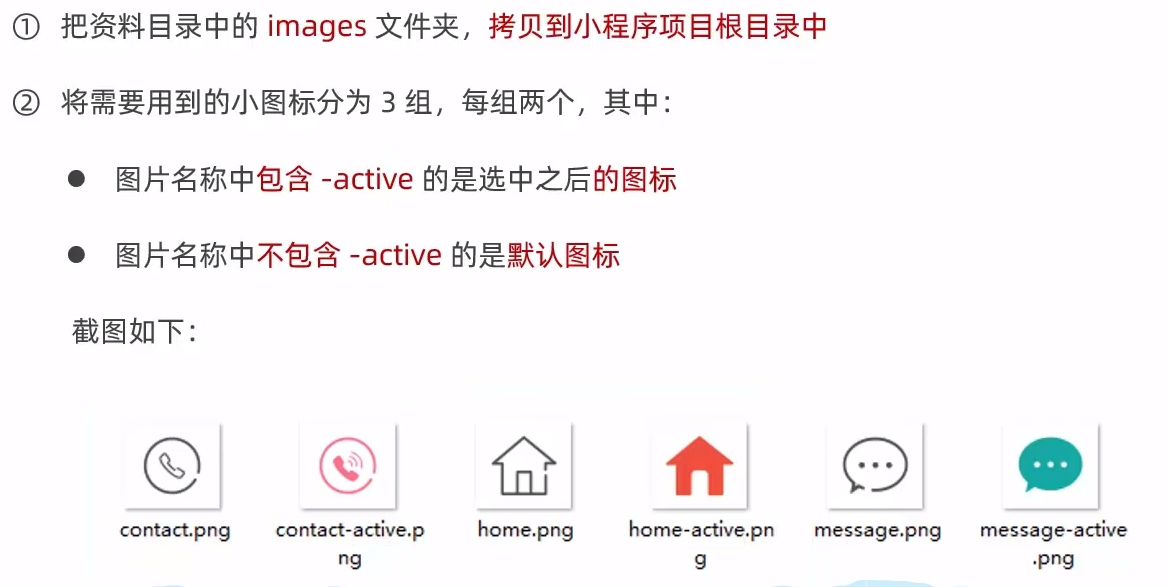 ① 把资料目录中的 images 文件夹，拷贝到小程序项目根目录中
② 将需要用到的小图标分为 3 组，每组两个，其中：
● 图片名称中包含 -active 的是选中之后的图标
● 图片名称中不包含 -active 的是默认图标
截图如下：
contact.png
contact-active.p
ng
home.png
home-active.pn
g
message.png
message-active
.png